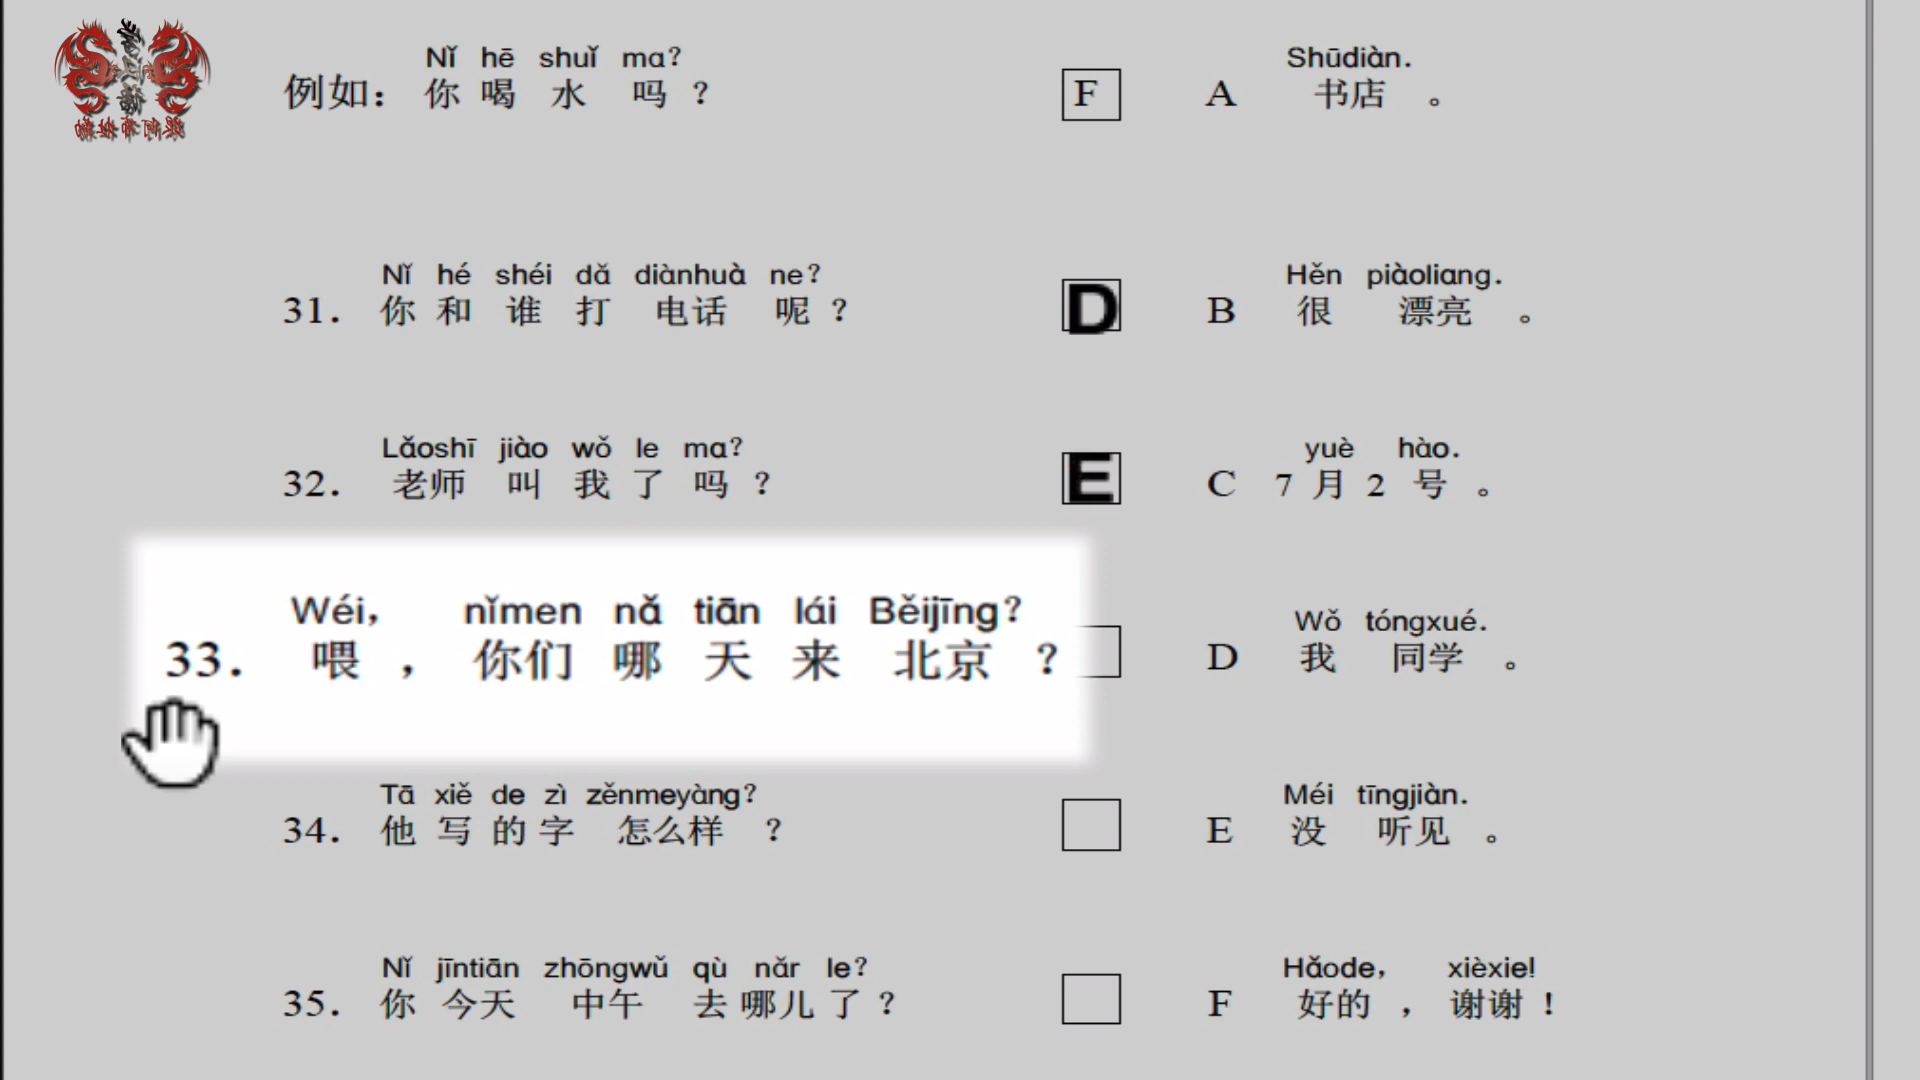 Nǐ hē shuǐ ma?
例如： 你 喝 水 吗 ？
F
Shūdiàn.
A 书店 。
Nǐ hé shéi dǎ diànhuà ne?
31. 你 和 谁 打 电话 呢 ？
D
Hěn piàoliang.
B 很 漂亮 。
Lǎoshī jiào wǒ le ma?
32. 老师 叫 我 了 吗 ？
E
yuè hào.
C 7 月 2 号 。
Wéi, nǐmen nǎ tiān lái Běijīng?
33. 喂 ， 你们 哪 天 来 北京 ？
Wǒ tóngxué.
D 我 同学 。
Tā xiě de zì zěnmeyàng?
34. 他 写 的 字 怎么样 ？
Méi tīngjiàn.
E 没 听见 。
Nǐ jīntiān zhōngwǔ qù nǎr le?
35. 你 今天 中午 去 哪儿 了 ？
Hǎode, xièxie!
F 好的 ， 谢谢 ！